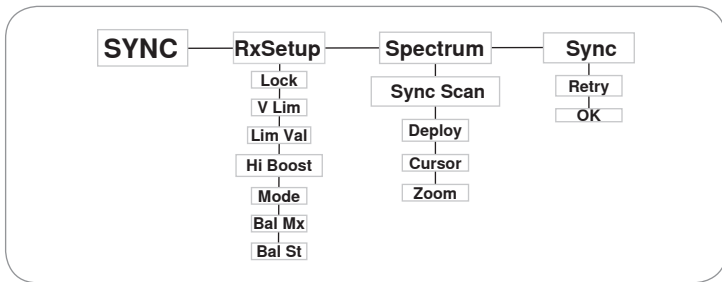 SYNC
RxSetup
Lock
V Lim
Lim Val
Hi Boost
Mode
Bal Mx
Bal St
Spectrum
Sync Scan
Deploy
Cursor
Zoom
Sync
Retry
OK